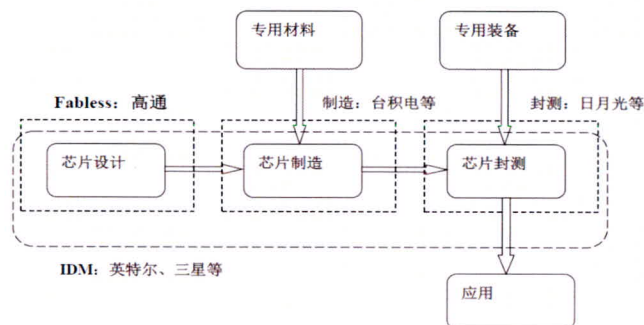 专用材料
专用装备
Fabless：高通
制造：台积电等
封测：日月光等
芯片设计
芯片制造
芯片封测
IDM：英特尔、三星等
应用